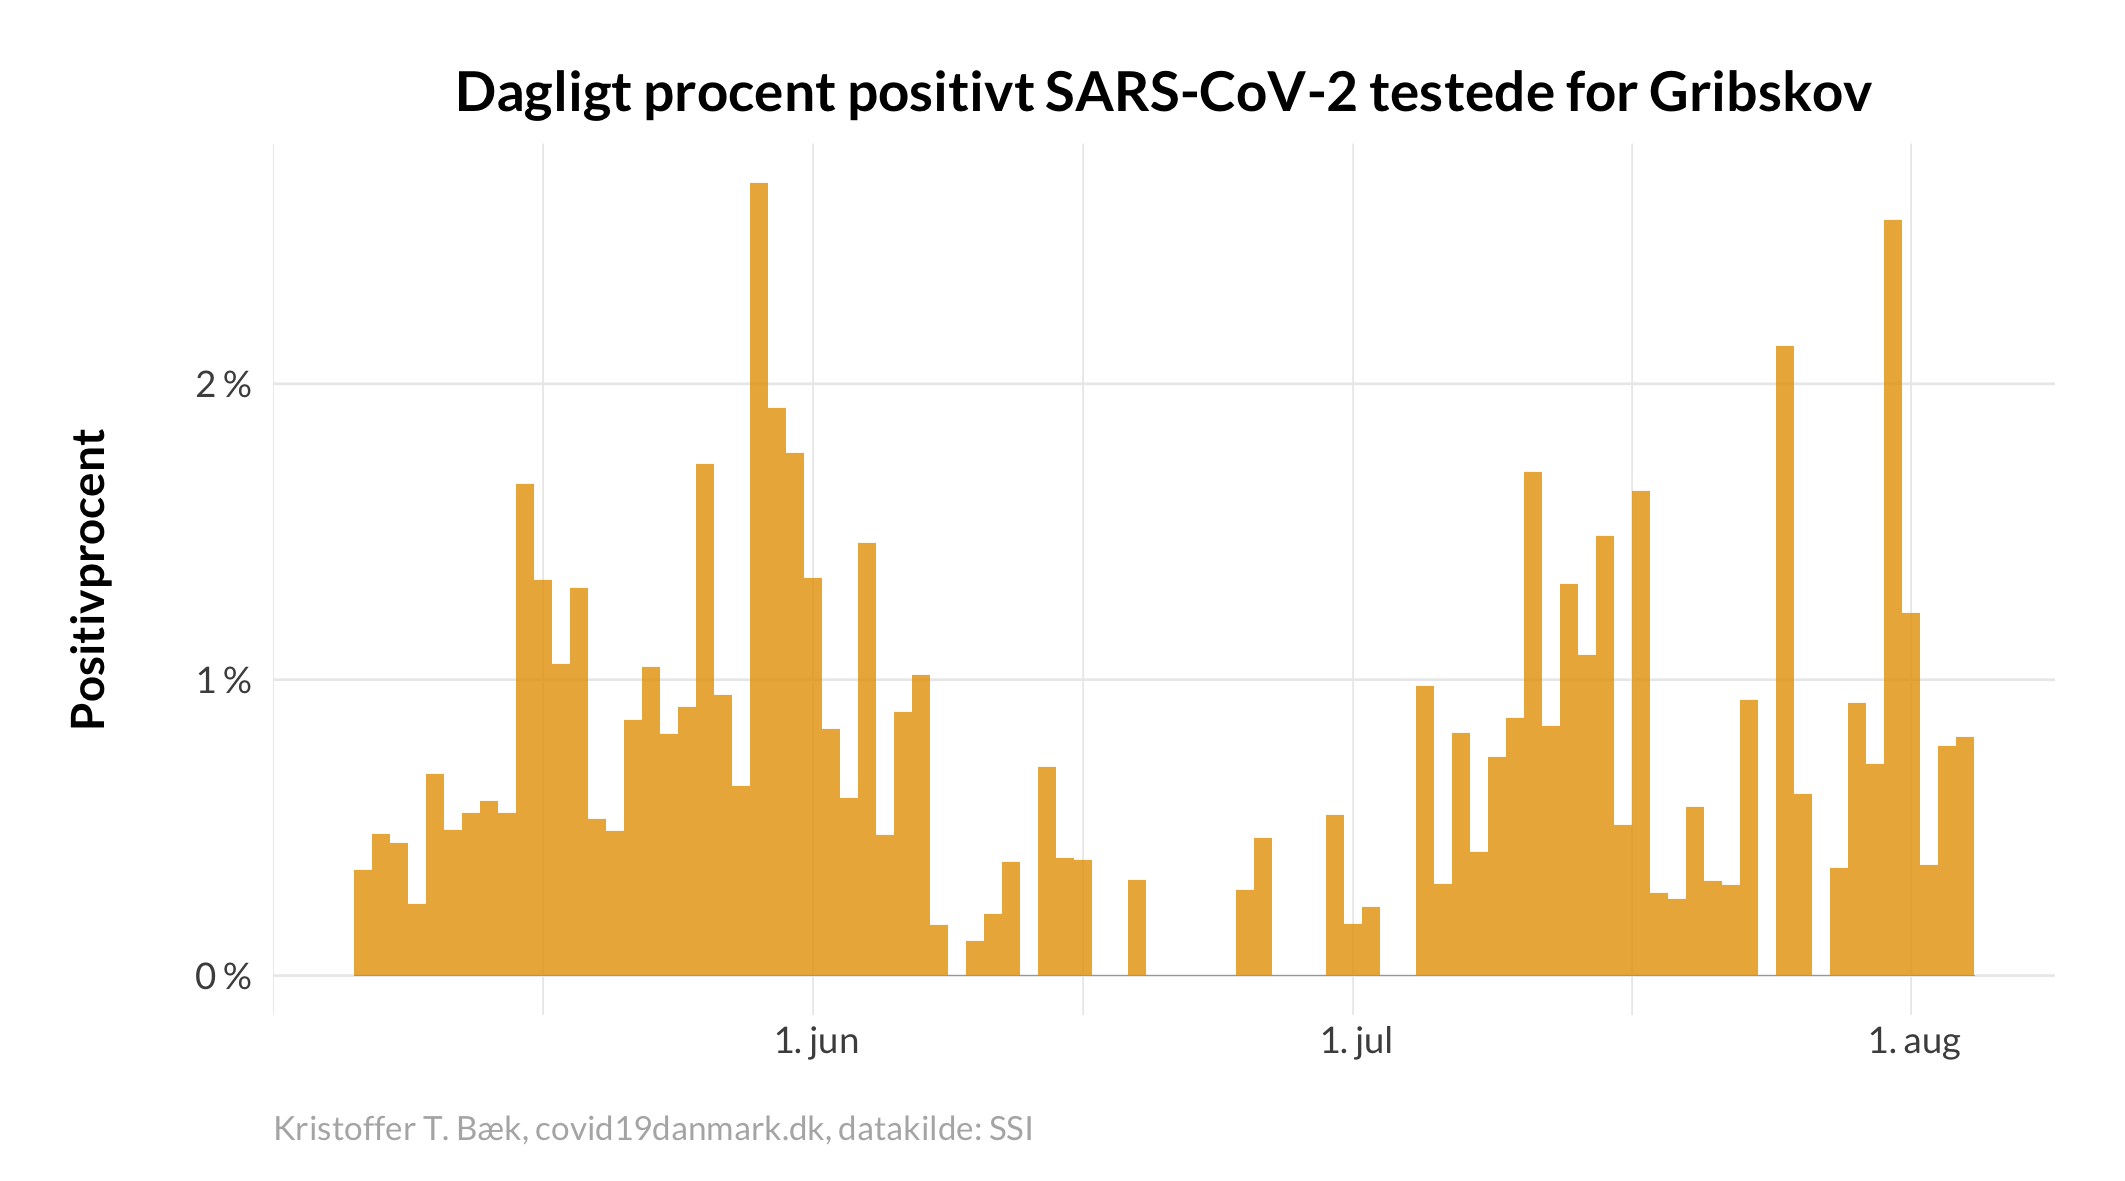 Dagligt procent positivt SARS-CoV-2 testede for Gribskov
Positivprocent
2 %
1 %
0 %
1. jun
1. jul
1. aug
Kristoffer T. Bæk, covid19danmark.dk, datakilde: SSI